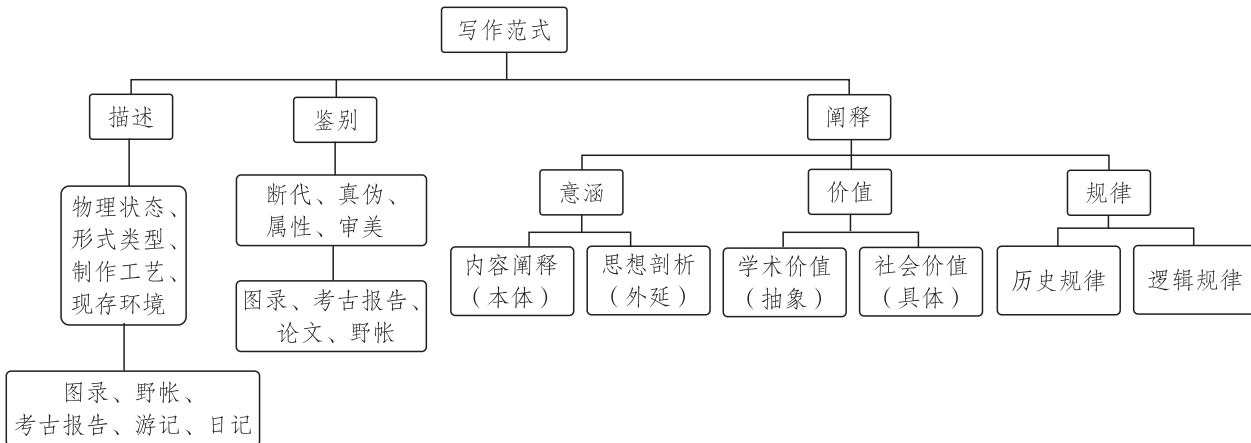 写作范式
描述
鉴别
阐释
物理状态、
形式类型、
制作工艺、
现存环境
断代、真伪、
属性、审美
意涵
价值
规律
内容阐释
（本体）
思想剖析
（外延）
学术价值
（抽象）
社会价值
（具体）
历史规律
逻辑规律
图录、考古报告、
论文、野帐
图录、野帐、
考古报告、游记、日记